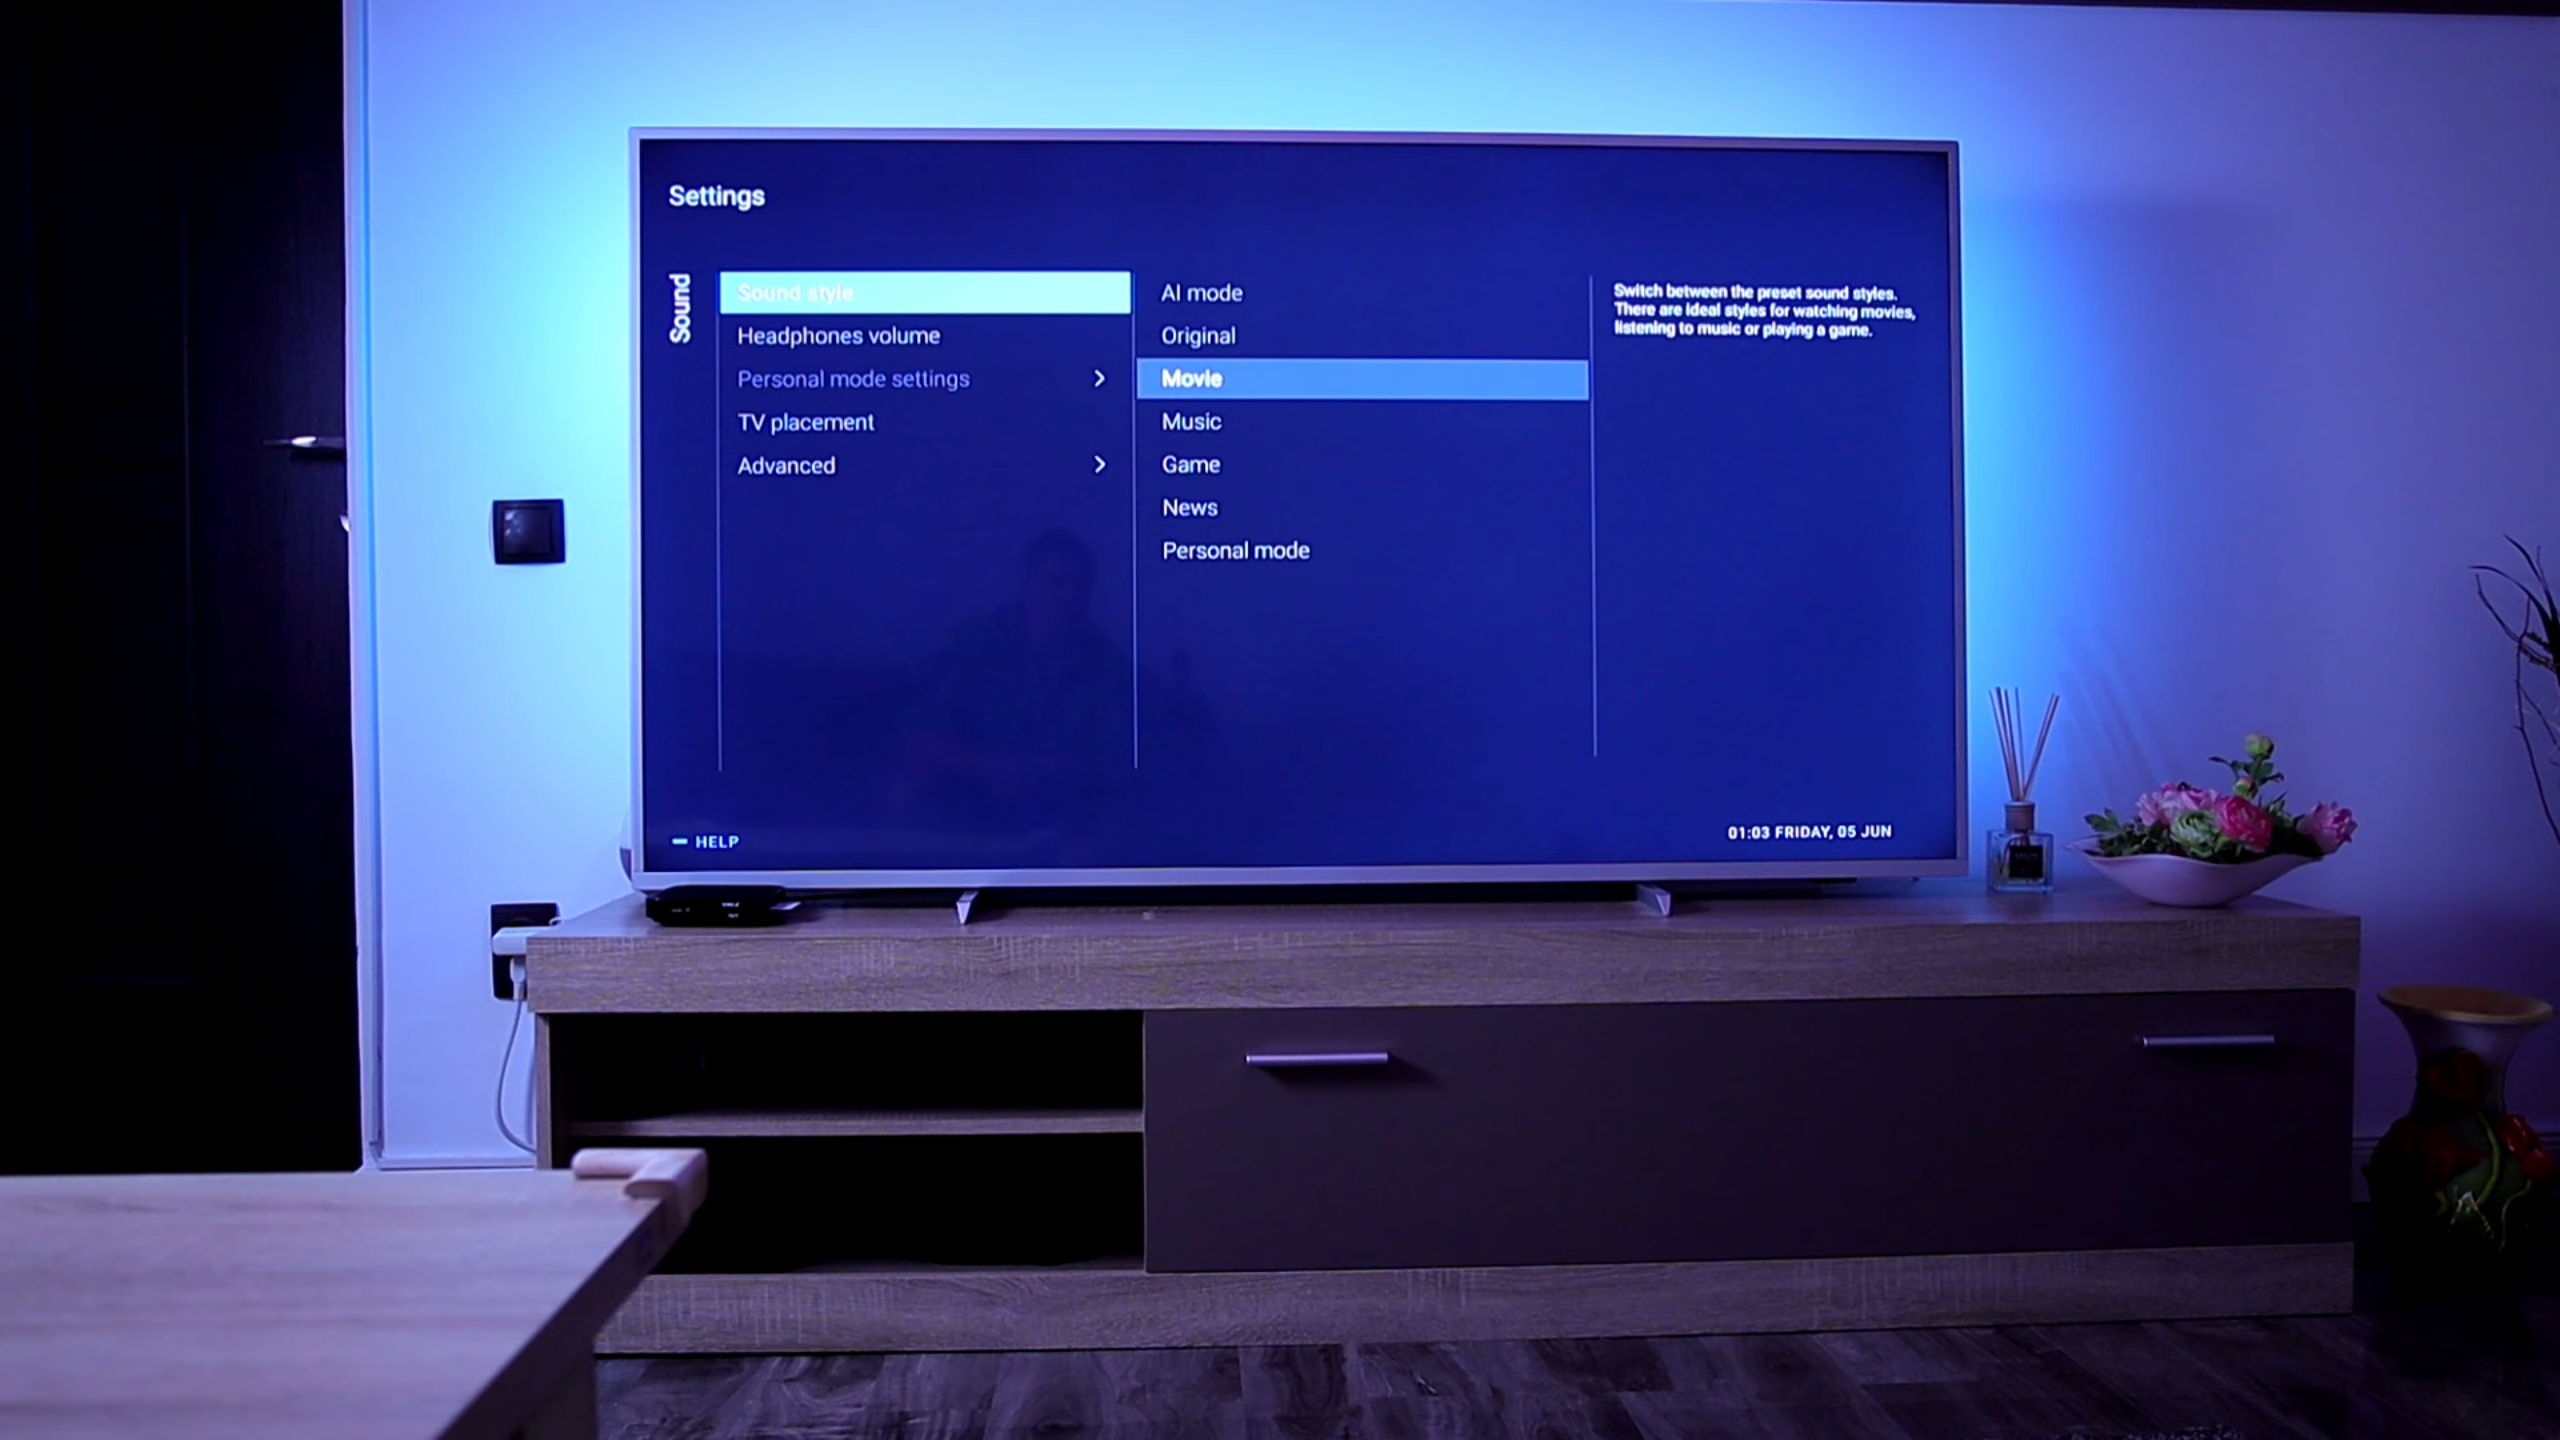 Settings
Sound
Sound style
Headphones volume
Personal mode settings
TV placement
Advanced
AI mode
Original
Movie
Music
Game
News
Personal mode
Switch between the preset sound styles.
There are ideal styles for watching movies,
listening to music or playing a game.
HELP
01:03 FRIDAY, 05 JUN